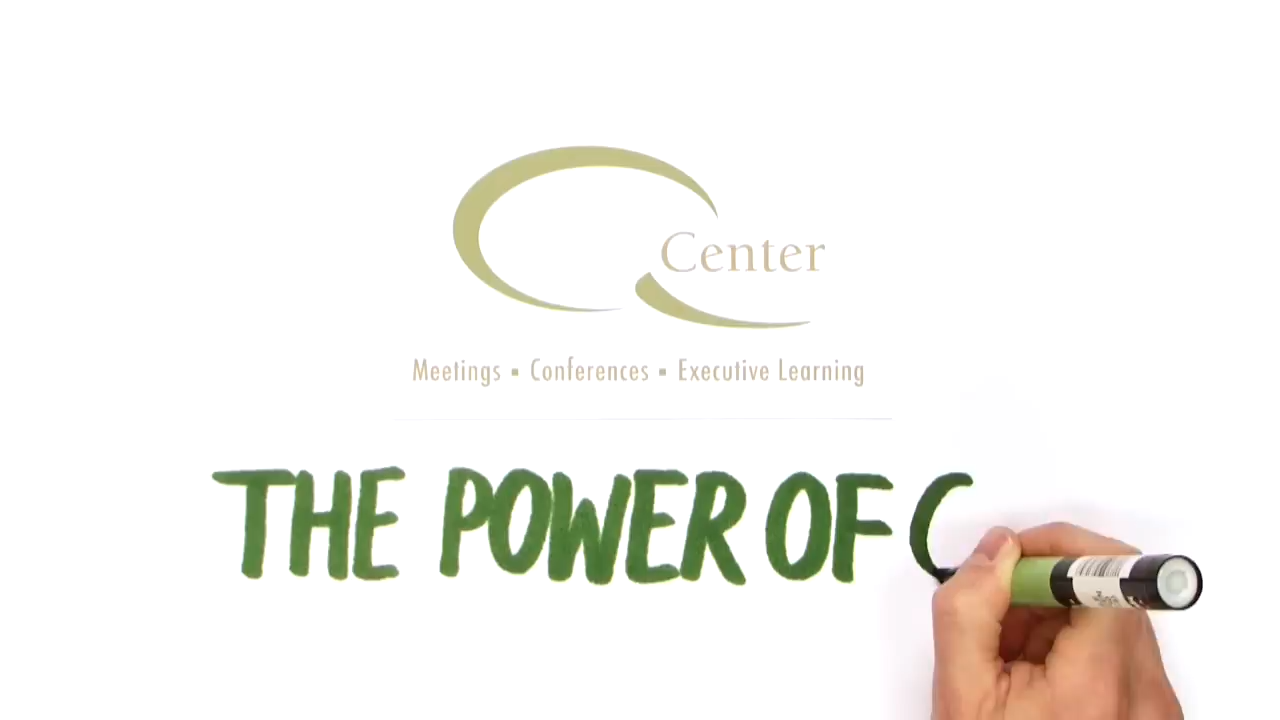 Center
Meetings ▪ Conferences ▪ Executive Learning
THE POWER OF